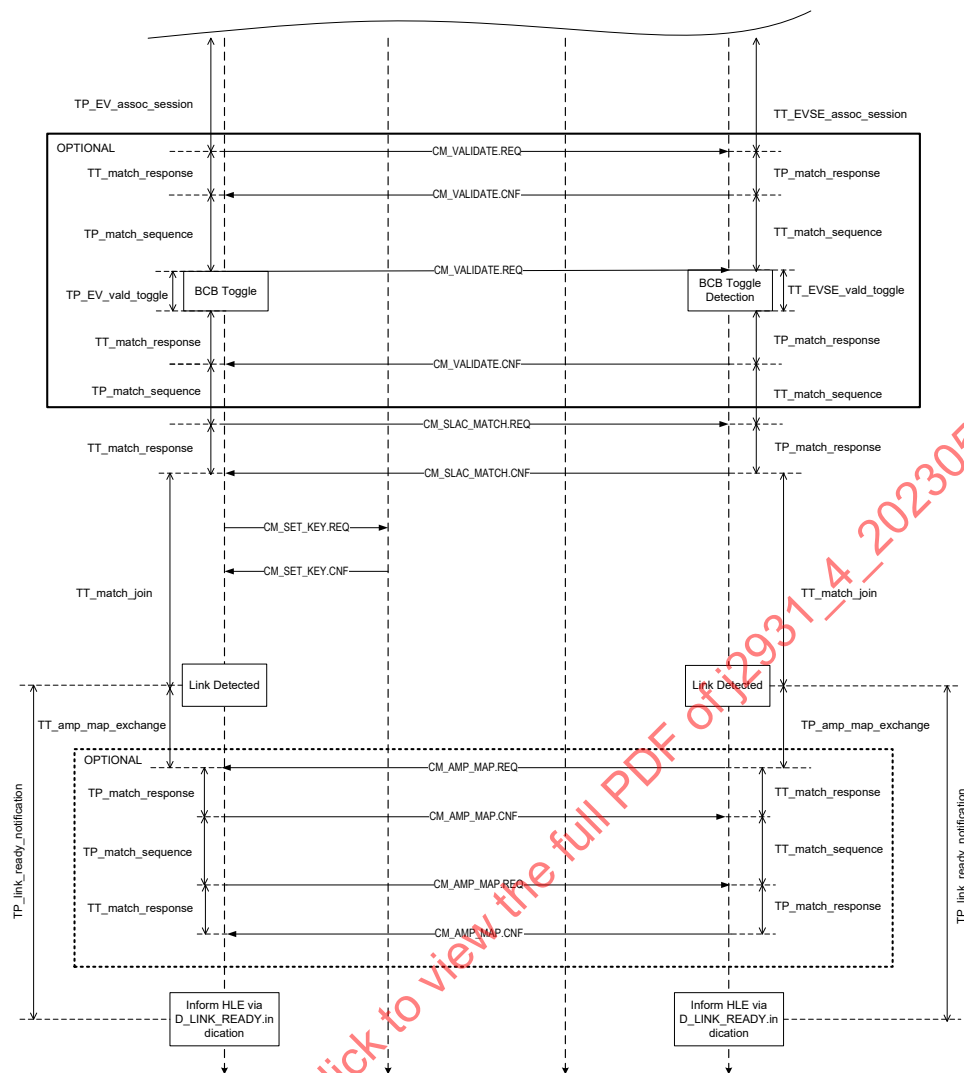 TP_EV_assoc_session
TT_EVSE_assoc_session
OPTIONAL
CM_VALIDATE.REQ
TT_match_response
TP_match_response
CM_VALIDATE.CNF
TP_match_sequence
TT_match_sequence
CM_VALIDATE.REQ
TP_EV_vald_toggle
BCB Toggle
BCB Toggle
Detection
TT_EVSE_vald_toggle
TT_match_response
TP_match_response
CM_VALIDATE.CNF
TP_match_sequence
TT_match_sequence
CM_SLAC_MATCH.REQ
TT_match_response
TP_match_response
CM_SLAC_MATCH.CNF
CM_SET_KEY.REQ
CM_SET_KEY.CNF
TT_match_join
TT_match_join
Link Detected
Link Detected
TT_amp_map_exchange
TP_amp_map_exchange
OPTIONAL
CM_AMP_MAP.REQ
TP_match_response
TT_match_response
CM_AMP_MAP.CNF
TP_match_sequence
TT_match_sequence
CM_AMP_MAP.REQ
TT_match_response
TP_match_response
CM_AMP_MAP.CNF
TP_link_ready_notification
TP_link_ready_notification
Inform HLE via
D_LINK_READY.in
dication
Inform HLE via
D_LINK_READY.in
dication
click to view the full PDF of j2931_4_202305